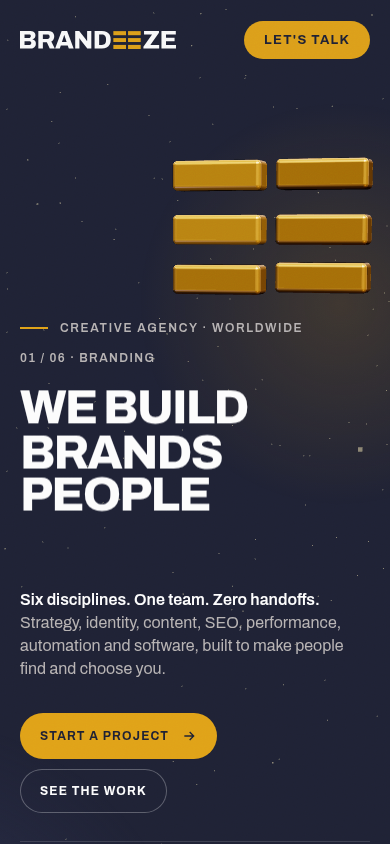 BRANDEEZE
LET'S TALK
CREATIVE AGENCY · WORLDWIDE
01 / 06 · BRANDING
WE BUILD
BRANDS
PEOPLE
Six disciplines. One team. Zero handoffs.
Strategy, identity, content, SEO, performance,
automation and software, built to make people
find and choose you.
START A PROJECT →
SEE THE WORK